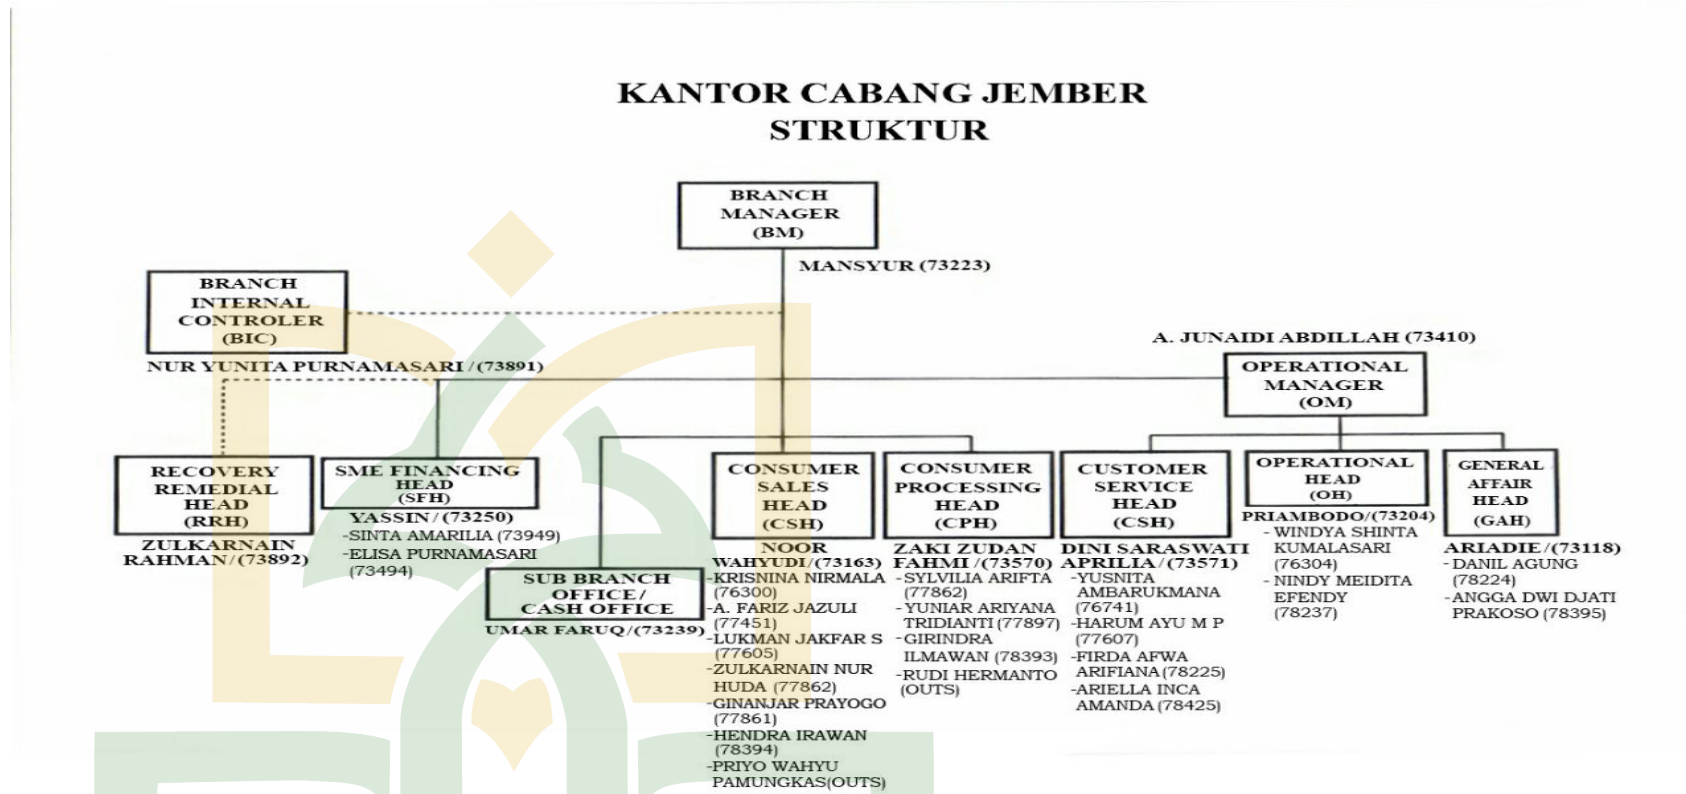 KANTOR CABANG JEMBER
STRUKTUR
BRANCH
MANAGER
(BM)
MANSYUR (73223)
BRANCH
INTERNAL
CONTROLER
(BIC)
NUR YUNITA PURNAMASARI /(73891)
A. JUNAIDI ABDILLAH (73410)
OPERATIONAL
MANAGER
(OM)
RECOVERY
REMEDIAL
HEAD
(RRH)
ZULKARNAIN
RAHMAN/(73892)
SME FINANCING
HEAD
(SFH)
YASSIN/(73250)
-SINTA AMARILIA (73949)
-ELISA PURNAMASARI
(73494)
SUB BRANCH
OFFICE/
CASH OFFICE
UMAR FARUQ/(73239)
CONSUMER
SALES
HEAD
(CSH)
NOOR
WAHYUDI/(73163)
-KRISNINA NIRMALA
(76300)
-A. FARIZ JAZULI
(77451)
-LUKMAN JAKFAR S
(77605)
-ZULKARNAIN NUR
HUDA (77862)
-GINANJAR PRAYOGO
(77861)
-HENDRA IRAWAN
(78394)
-PRIYO WAHYU
PAMUNGKAS(OUTS)
CONSUMER
PROCESSING
HEAD
(CPH)
ZAKI ZUDAN
FAHMI /(73570)
-SYLVILIA ARIFTA
(77862)
-YUNIAR ARIYANA
TRIDIANTI (77897)
-GIRINDRA
ILMAWAN (78393)
-RUDI HERMANTO
(OUTS)
CUSTOMER
SERVICE
HEAD
(CSH)
DINI SARASWATI
APRILIA/(73571)
-YUSNITA
AMBARUKMANA
(76741)
-HARUM AYU M P
(77607)
-FIRDA AFWA
ARIFIANA (78225)
-ARIELLA INCA
AMANDA (78425)
OPERATIONAL
HEAD
(OH)
PRIAMBODO/(73204)
- WINDYA SHINTA
KUMALASARI
(76304)
- NINDY MEIDITA
EFENDY
(78237)
GENERAL
AFFAIR
HEAD
(GAH)
ARIADIE/(73118)
- DANIL AGUNG
(78224)
-ANGGA DWI DJATI
PRAKOSO (78395)